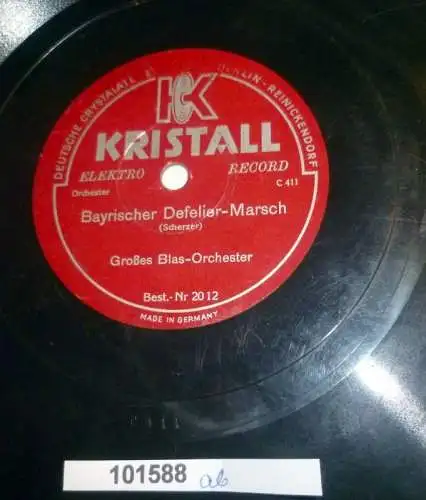 DEUTSCHE CRYSTALATE BERLIN-REINICKENDORF
K
KRISTALL
ELEKTRO RECORD
Orchester C 411
Bayrischer Defelier-Marsch
(Scherzer)
Großes Blas-Orchester
Best.-Nr 2012
MADE IN GERMANY
101588 ab